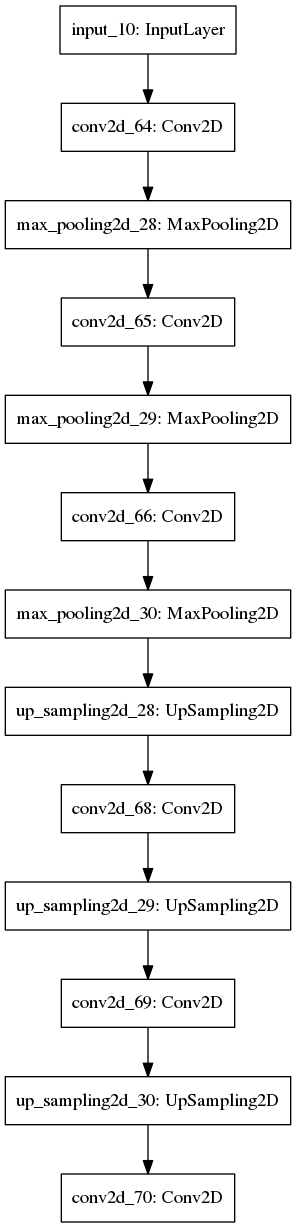 input_10: InputLayer
conv2d_64: Conv2D
max_pooling2d_28: MaxPooling2D
conv2d_65: Conv2D
max_pooling2d_29: MaxPooling2D
conv2d_66: Conv2D
max_pooling2d_30: MaxPooling2D
up_sampling2d_28: UpSampling2D
conv2d_68: Conv2D
up_sampling2d_29: UpSampling2D
conv2d_69: Conv2D
up_sampling2d_30: UpSampling2D
conv2d_70: Conv2D